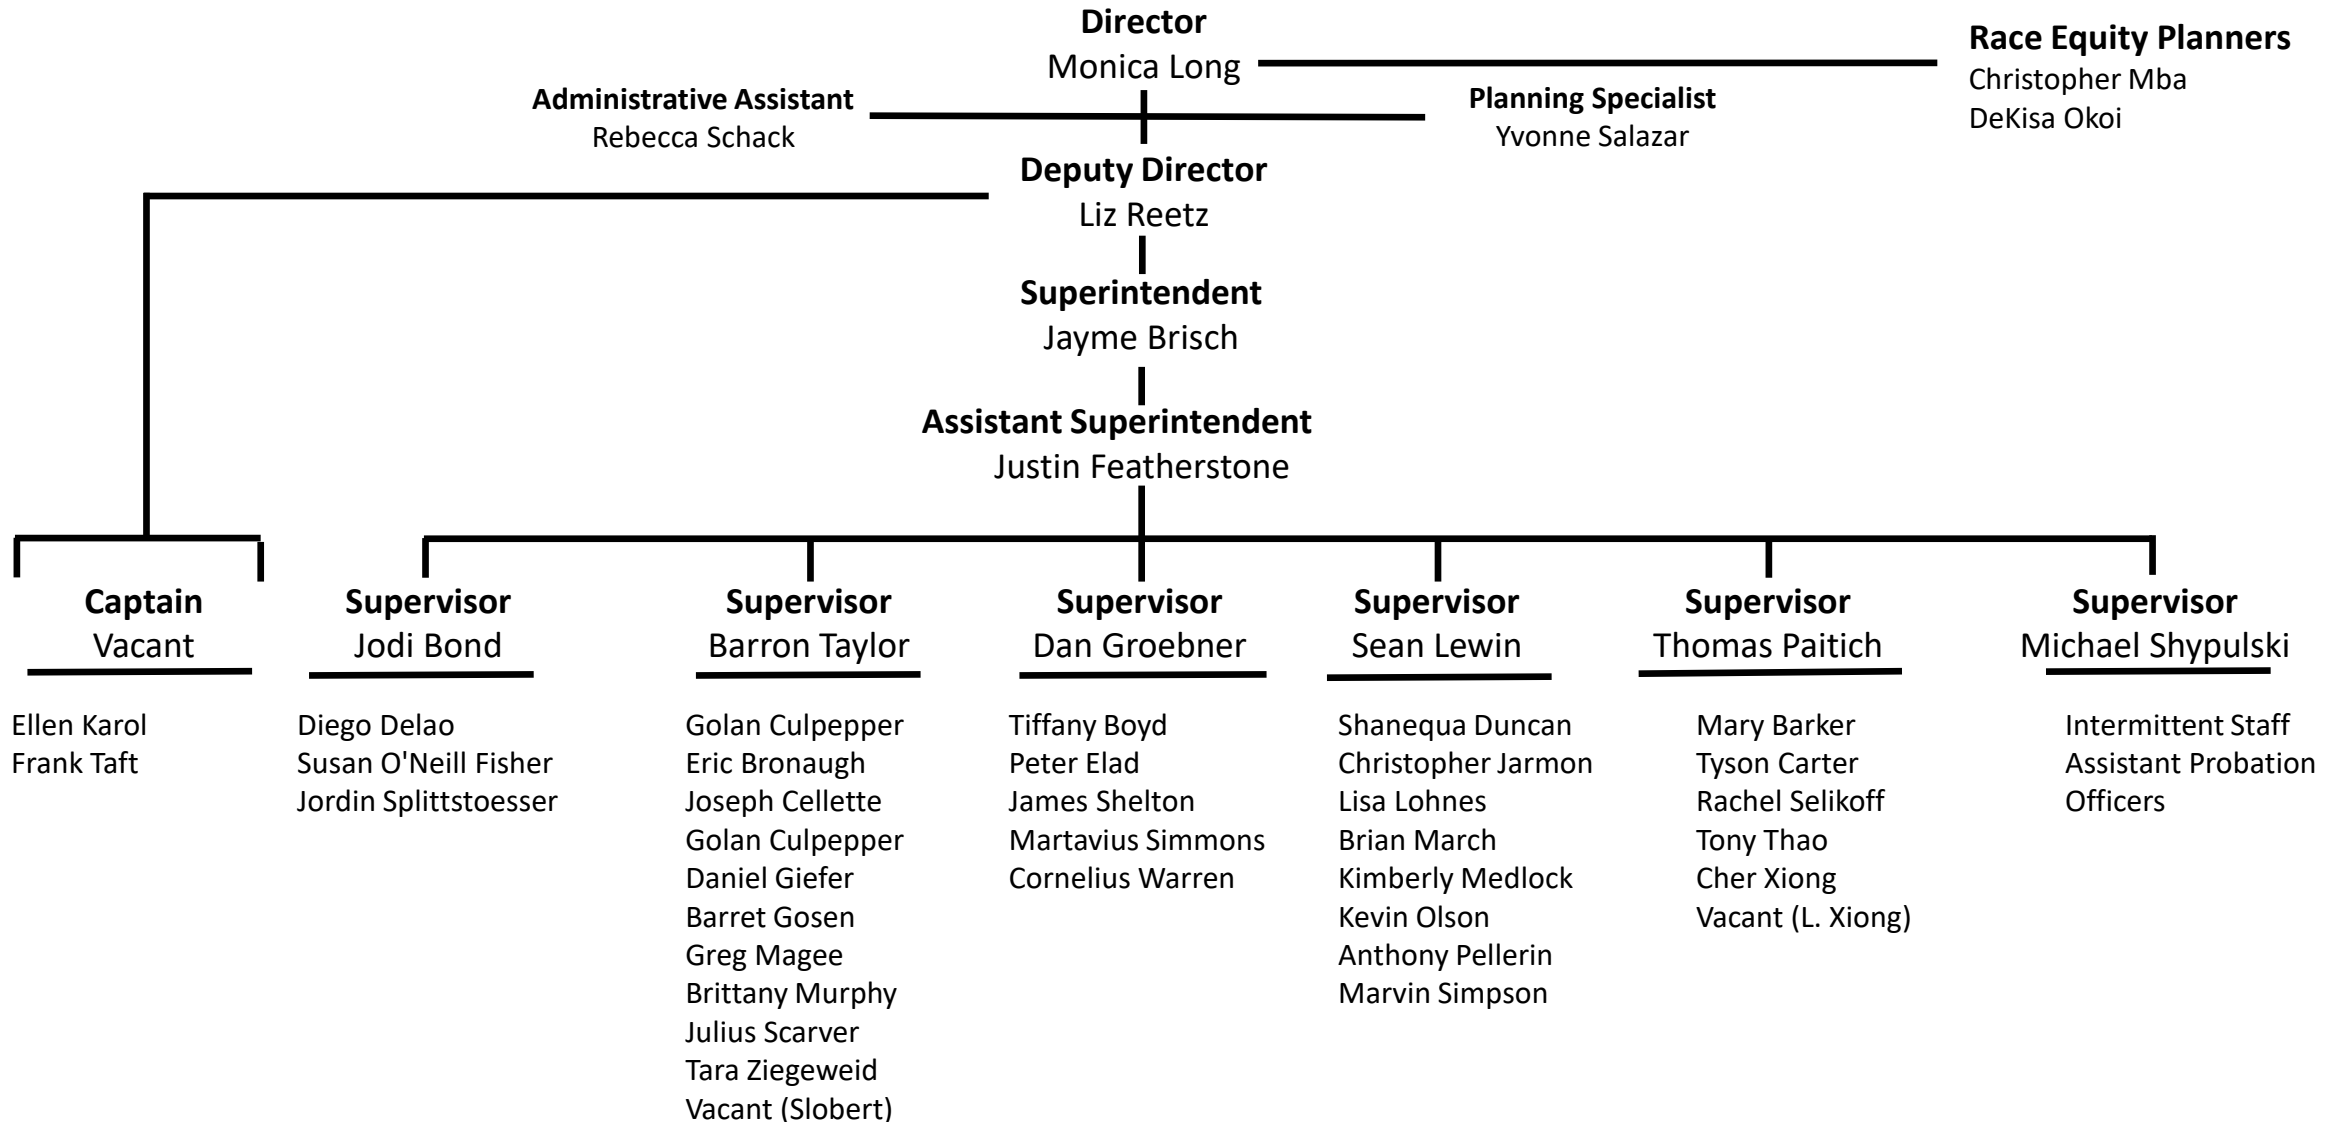 Director
Monica Long
Race Equity Planners
Christopher Mba
DeKisa Okoi
Administrative Assistant
Rebecca Schack
Planning Specialist
Yvonne Salazar
Deputy Director
Liz Reetz
Superintendent
Jayme Brisch
Assistant Superintendent
Justin Featherstone
Captain
Vacant
Ellen Karol
Frank Taft
Supervisor
Jodi Bond
Diego Delao
Susan O'Neill Fisher
Jordin Splittstoesser
Supervisor
Barron Taylor
Golan Culpepper
Eric Bronaugh
Joseph Cellette
Golan Culpepper
Daniel Giefer
Barret Gosen
Greg Magee
Brittany Murphy
Julius Scarver
Tara Ziegeweid
Vacant (Slobert)
Supervisor
Dan Groebner
Tiffany Boyd
Peter Elad
James Shelton
Martavius Simmons
Cornelius Warren
Supervisor
Sean Lewin
Shanequa Duncan
Christopher Jarmon
Lisa Lohnes
Brian March
Kimberly Medlock
Kevin Olson
Anthony Pellerin
Marvin Simpson
Supervisor
Thomas Paitich
Mary Barker
Tyson Carter
Rachel Selikoff
Tony Thao
Cher Xiong
Vacant (L. Xiong)
Supervisor
Michael Shypulski
Intermittent Staff
Assistant Probation
Officers